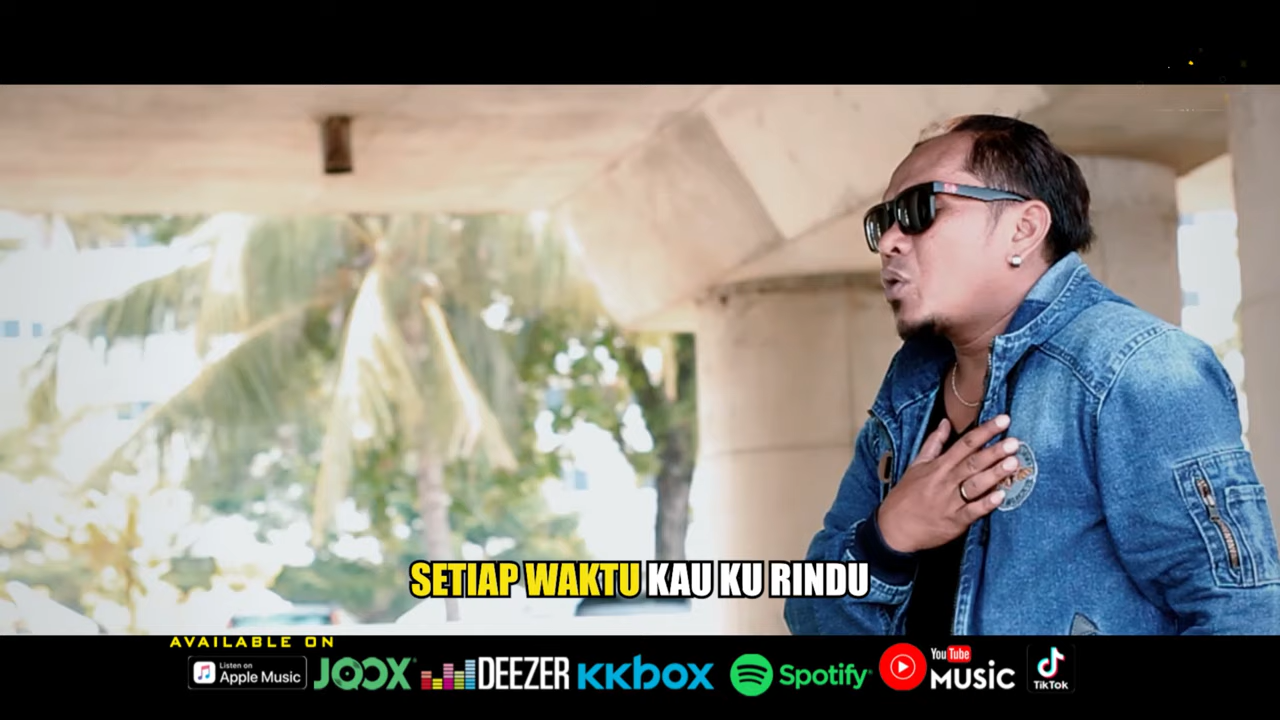 SETIAP WAKTU KAU KU RINDU
AVAILABLE ON
Listen on
Apple Music
JOOX
DEEZER
KKBOX
Spotify
YouTube
MUSIC
TikTok